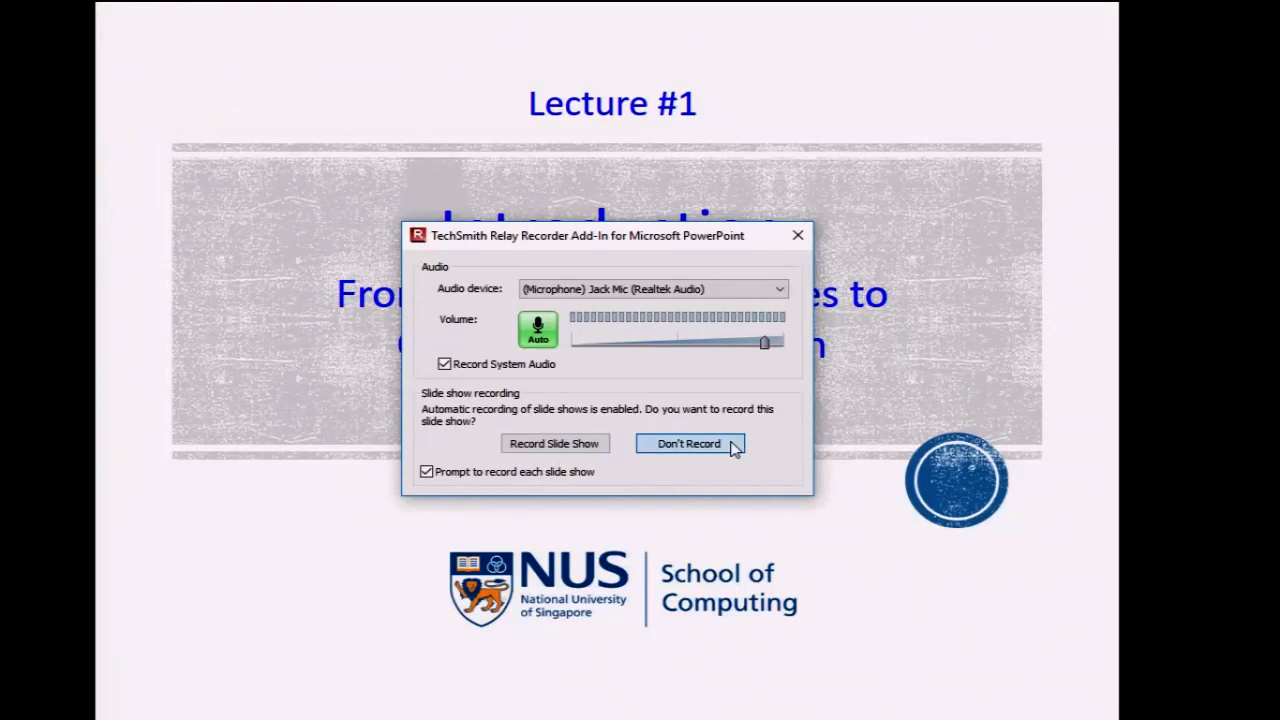 Lecture #1
TechSmith Relay Recorder Add-In for Microsoft PowerPoint
Audio
Audio device:
(Microphone) Jack Mic (Realtek Audio)
Volume:
Auto
Record System Audio
to
Slide show recording
Automatic recording of slide shows is enabled. Do you want to record this
slide show?
Record Slide Show
Don't Record
Prompt to record each slide show
NUS
National University
of Singapore
School of
Computing